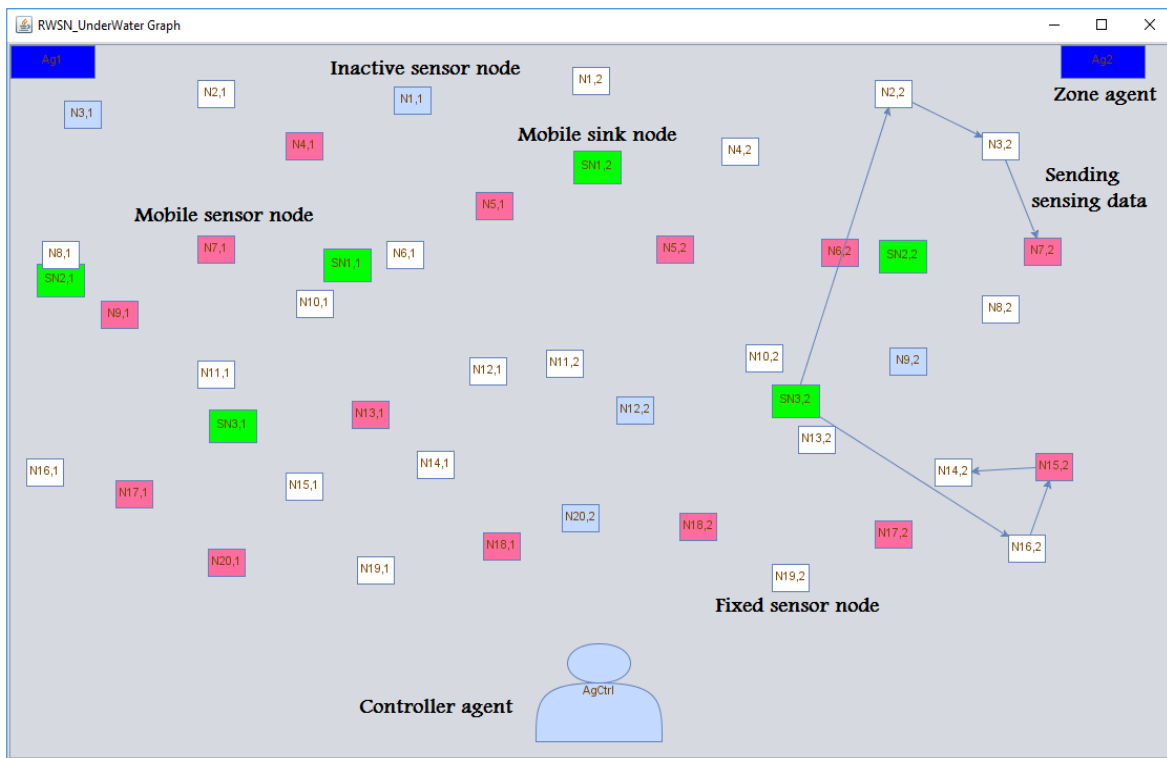 RWSN_UnderWater Graph
Ag1
Inactive sensor node
N1,2
Ag2
N2,1
N1,1
N2,2
Zone agent
N3,1
Mobile sink node
N4,1
SN1,2
N4,2
N3,2
Sending
sensing data
N5,1
Mobile sensor node
N8,1
N7,1
SN1,1
N6,1
N5,2
N6,2
SN2,2
N7,2
SN2,1
N9,1
N10,1
N8,2
N11,1
N12,1
N11,2
N10,2
N9,2
SN3,1
N13,1
N12,2
SN3,2
N13,2
N16,1
N17,1
N15,1
N14,1
N14,2
N15,2
N20,2
N18,2
N17,2
N20,1
N19,1
N18,1
N16,2
N19,2
Fixed sensor node
AgCtrl
Controller agent